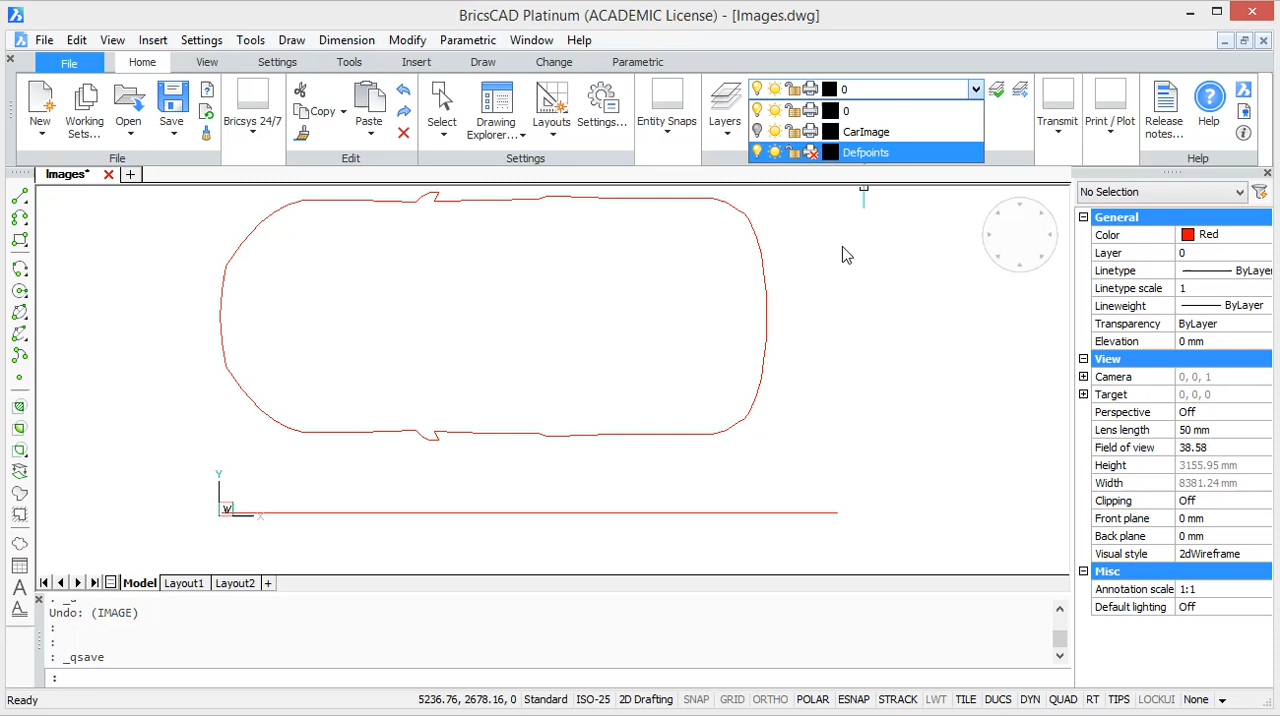 BricsCAD Platinum (ACADEMIC License) - [Images.dwg]
File Edit View Insert Settings Tools Draw Dimension Modify Parametric Window Help
File Home View Settings Tools Insert Draw Change Parametric
0
0
CarImage
Defpoints
New
Working
Sets...
Open
Save
File
Bricsys 24/7
Copy
Paste
Edit
Select
Drawing
Explorer...
Layouts
Settings...
Settings
Entity Snaps
Layers
Transmit
Print / Plot
Release
notes...
Help
Help
Images*
No Selection
General
Color Red
Layer 0
Linetype ByLayer
Linetype scale 1
Lineweight ByLayer
Transparency ByLayer
Elevation 0 mm
View
Camera 0, 0, 1
Target 0, 0, 0
Perspective Off
Lens length 50 mm
Field of view 38.58
Height 3155.95 mm
Width 8381.24 mm
Clipping Off
Front plane 0 mm
Back plane 0 mm
Visual style 2dWireframe
Misc
Annotation scale 1:1
Default lighting Off
Y
W
X
Model Layout1 Layout2 +
Undo: (IMAGE)
:
:
: _qsave
:
Ready 5236.76, 2678.16, 0 Standard ISO-25 2D Drafting SNAP GRID ORTHO POLAR ESNAP STRACK LWT TILE DUCS DYN QUAD RT TIPS LOCKUI None